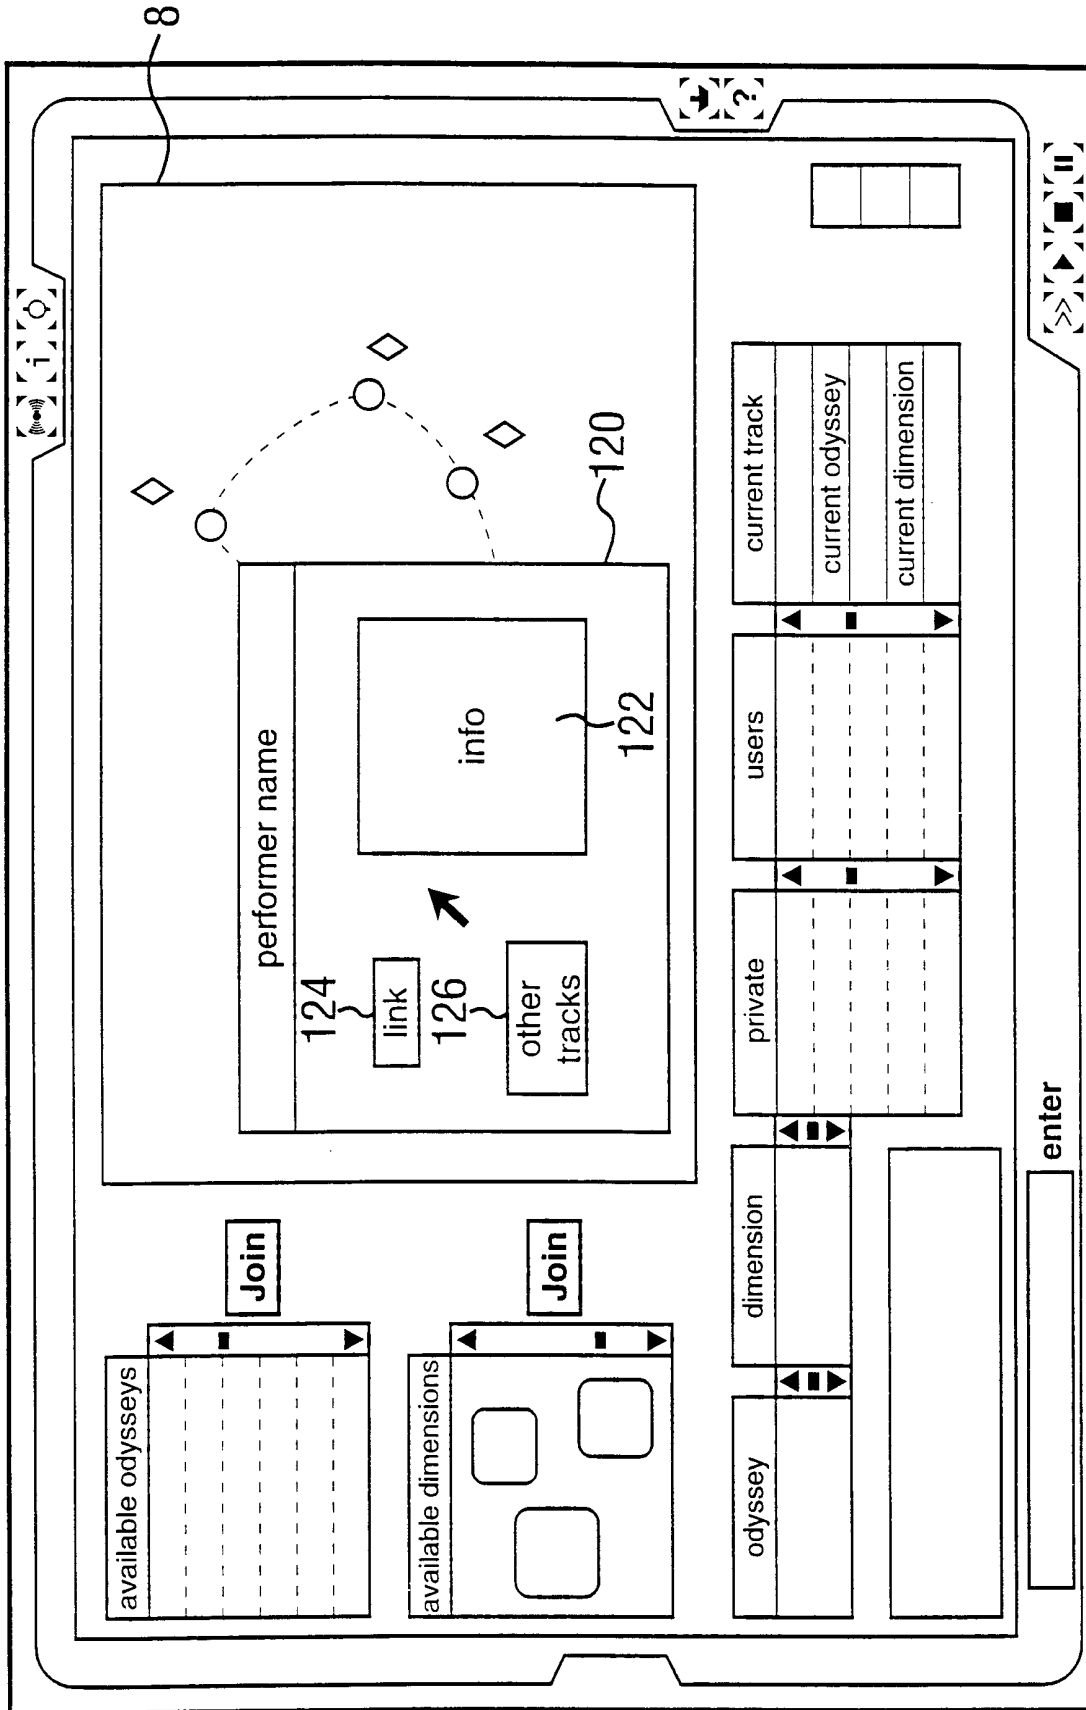 8
i
?
available odysseys
Join
available dimensions
Join
performer name
124
link
126
other
tracks
info
122
120
odyssey
dimension
private
users
current track
current odyssey
current dimension
enter
>>